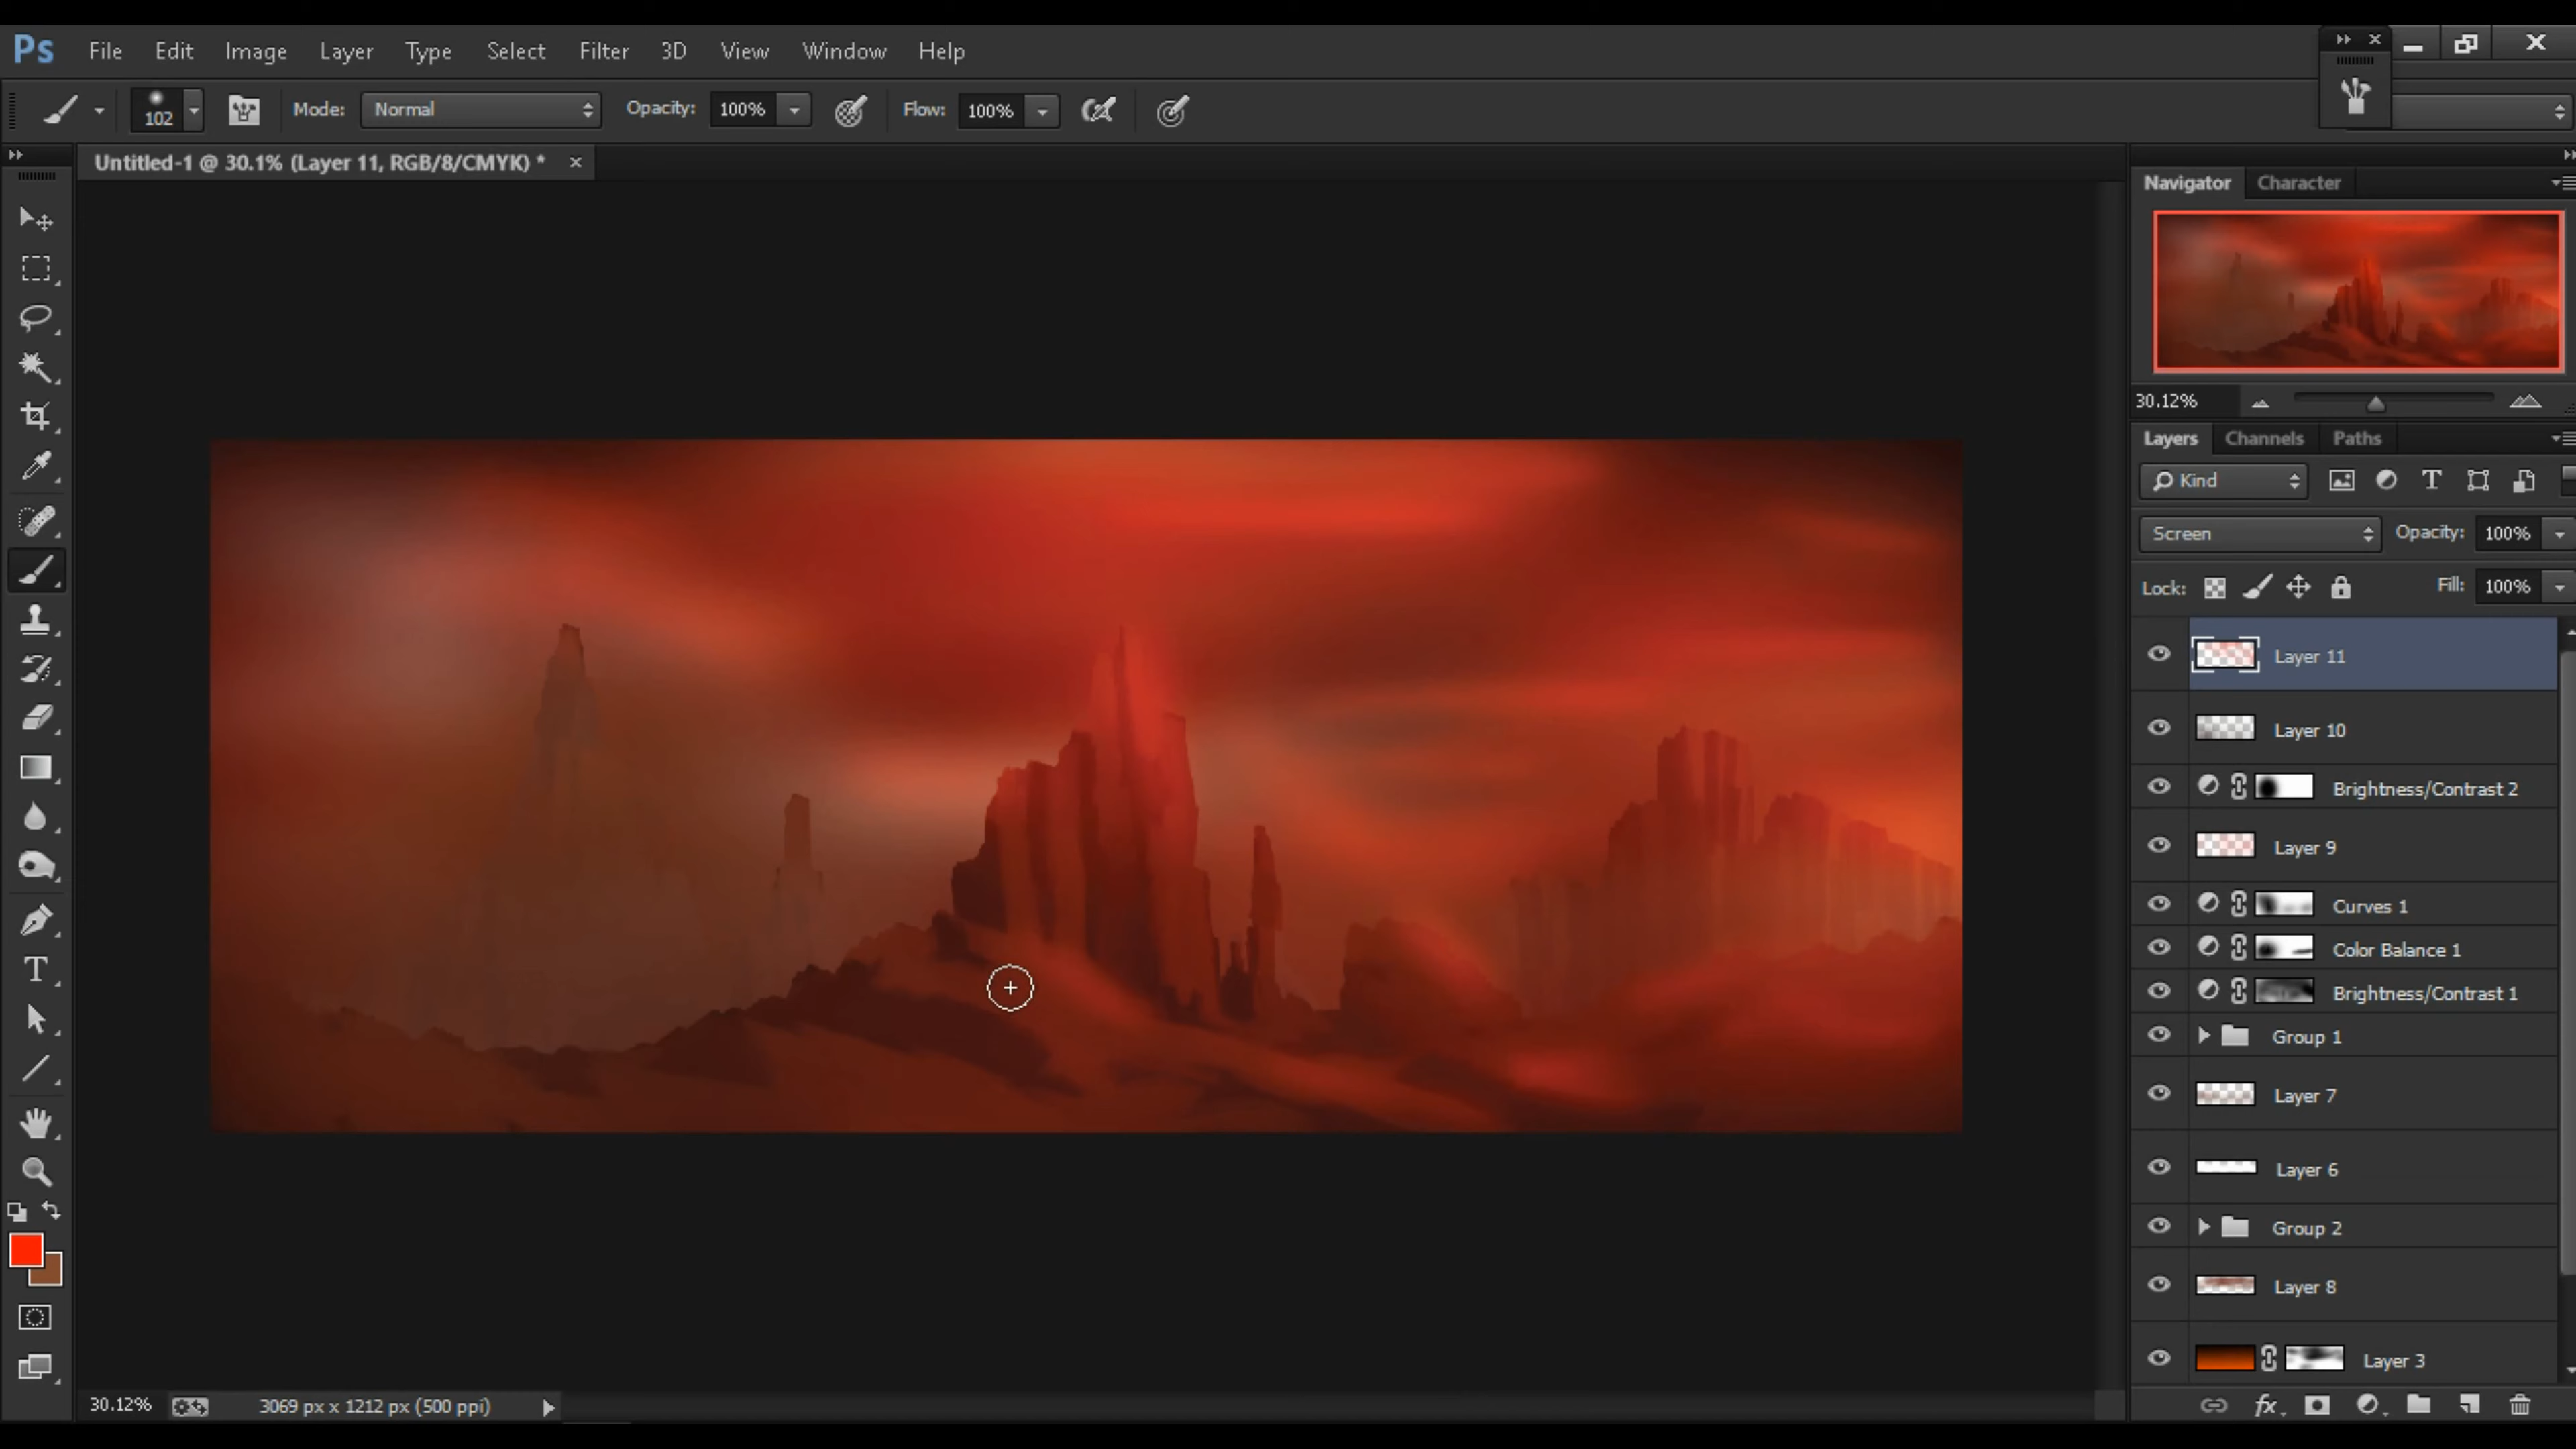 Ps File Edit Image Layer Type Select Filter 3D View Window Help
102 Mode: Normal Opacity: 100% Flow: 100%
Untitled-1 @ 30.1% (Layer 11, RGB/8/CMYK) *
Navigator Character
30.12%
Layers Channels Paths
Kind
Screen Opacity: 100%
Lock: Fill: 100%
Layer 11
Layer 10
Brightness/Contrast 2
Layer 9
Curves 1
Color Balance 1
Brightness/Contrast 1
Group 1
Layer 7
Layer 6
Group 2
Layer 8
Layer 3
fx
30.12% 3069 px x 1212 px (500 ppi)